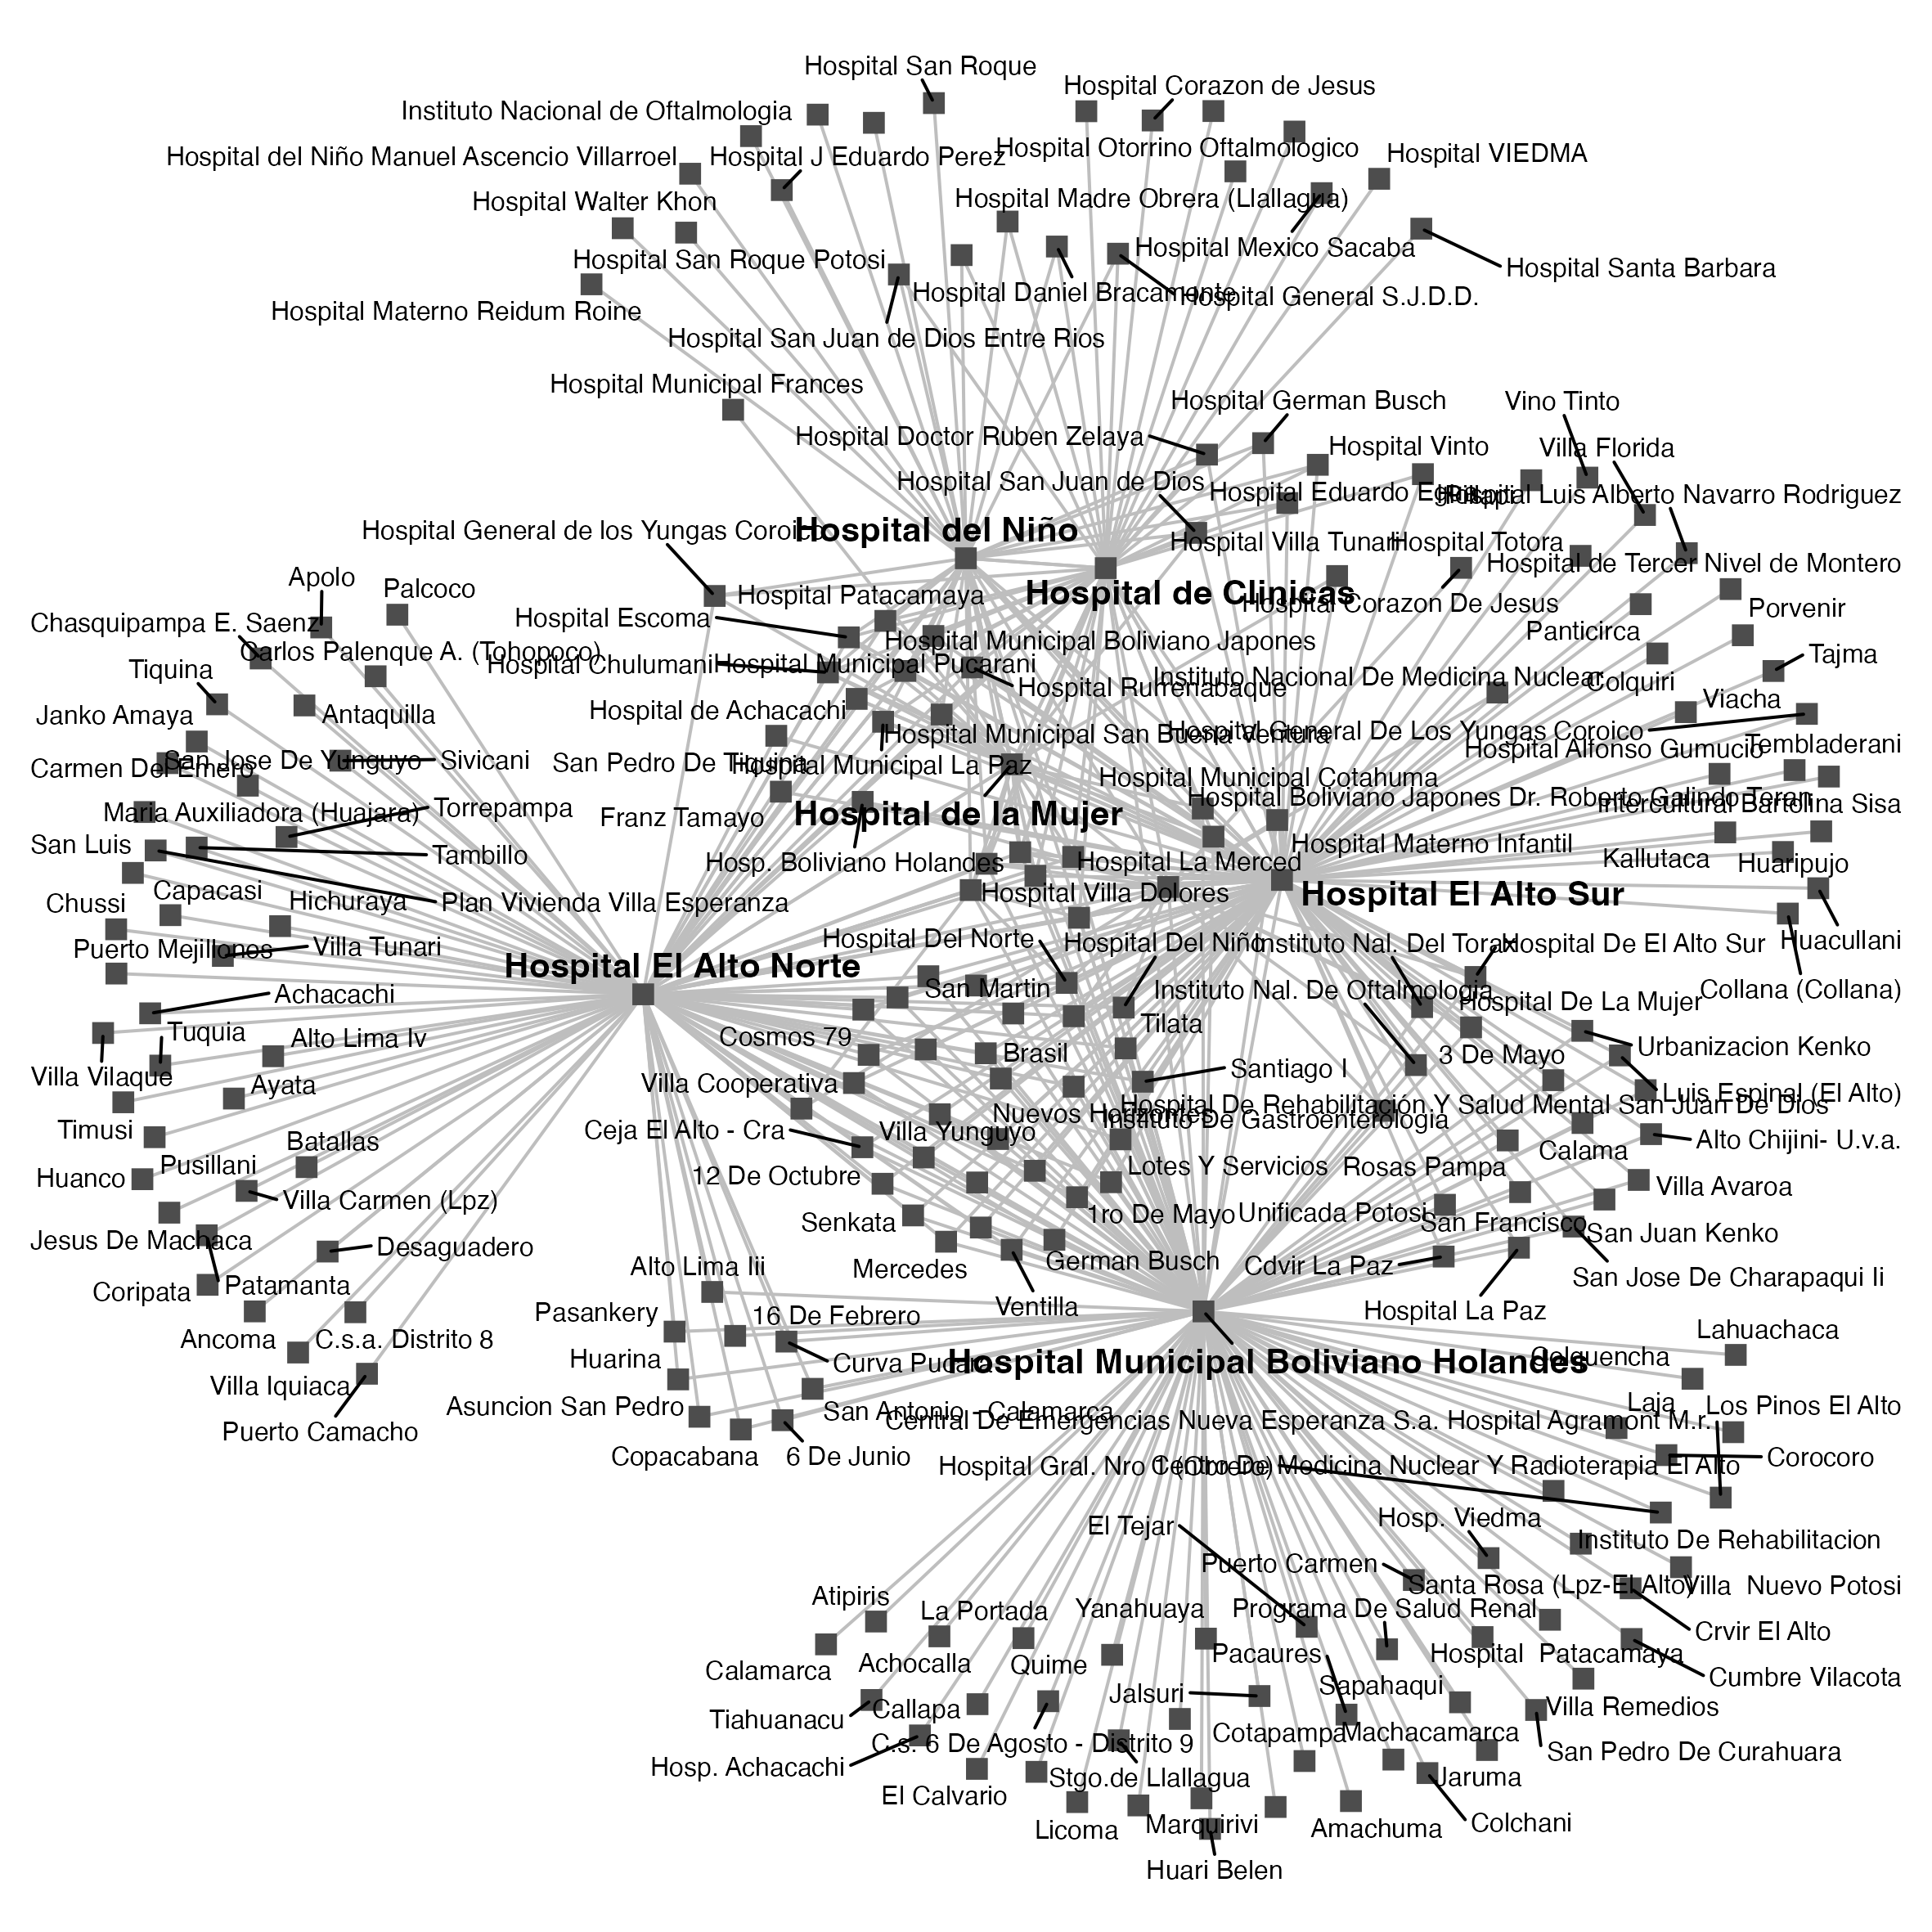 Hospital San Roque
Hospital Corazon de Jesus
Instituto Nacional de Oftalmologia
Hospital Otorrino Oftalmologico
Hospital VIEDMA
Hospital del Niño Manuel Ascencio Villarroel
Hospital J Eduardo Perez
Hospital Walter Khon
Hospital Madre Obrera (Llallagua)
Hospital Mexico Sacaba
Hospital San Roque Potosi
Hospital Santa Barbara
Hospital Daniel Bracamonte
Hospital General S.J.D.D.
Hospital Materno Reidum Roine
Hospital San Juan de Dios Entre Rios
Hospital Municipal Frances
Hospital German Busch
Vino Tinto
Hospital Doctor Ruben Zelaya
Hospital Vinto
Villa Florida
Hospital San Juan de Dios
Hospital Eduardo Eguia
Hospital Luis Alberto Navarro Rodriguez
Hospital General de los Yungas Coroico
Hospital del Niño
Hospital Villa Tunari
Hospital Totora
Hospital de Tercer Nivel de Montero
Apolo
Palcoco
Hospital Patacamaya
Hospital de Clinicas
Hospital Corazon De Jesus
Porvenir
Chasquipampa E. Saenz
Hospital Escoma
Hospital Municipal Boliviano Japones
Panticirca
Carlos Palenque A. (Tohopoco)
Hospital Chulumani
Hospital Municipal Pucarani
Tajma
Tiquina
Hospital Rurrenabaque
Instituto Nacional De Medicina Nuclear
Colquiri
Viacha
Janko Amaya
Antaquilla
Hospital de Achacachi
Hospital Municipal San Buena Ventura
Hospital General De Los Yungas Coroico
Hospital Alfonso Gumucio
Tembladerani
Carmen Del Emero
San Jose De Yunguyo
Sivicani
San Pedro De Tiquina
Hospital Municipal La Paz
Hospital Municipal Cotahuma
Hospital Boliviano Japones Dr. Roberto Galindo Teran
Intercultural Bartolina Sisa
Maria Auxiliadora (Huajara)
Torrepampa
Franz Tamayo
Hospital de la Mujer
Hospital Materno Infantil
San Luis
Tambillo
Hosp. Boliviano Holandes
Hospital La Merced
Kallutaca
Huaripujo
Chussi
Capacasi
Hichuraya
Plan Vivienda Villa Esperanza
Hospital Villa Dolores
Hospital El Alto Sur
Puerto Mejillones
Villa Tunari
Hospital El Alto Norte
Hospital Del Norte
Hospital Del Niño
Instituto Nal. Del Torax
Hospital De El Alto Sur
Huacullani
Achacachi
San Martin
Instituto Nal. De Oftalmologia
Hospital De La Mujer
Collana (Collana)
Tuquia
Alto Lima Iv
Cosmos 79
Brasil
Tilata
3 De Mayo
Urbanizacion Kenko
Villa Vilaque
Ayata
Villa Cooperativa
Santiago I
Luis Espinal (El Alto)
Timusi
Batallas
Ceja El Alto - Cra
Villa Yunguyo
Nuevos Horizontes
Hospital De Rehabilitación Y Salud Mental San Juan De Dios
Instituto De Gastroenterologia
Calama
Alto Chijini- U.v.a.
Huanco
Pusillani
Villa Carmen (Lpz)
12 De Octubre
Lotes Y Servicios
Rosas Pampa
Villa Avaroa
Jesus De Machaca
Desaguadero
Senkata
1ro De Mayo
Unificada Potosi
San Francisco
San Juan Kenko
Coripata
Patamanta
Alto Lima Iii
Mercedes
German Busch
Cdvir La Paz
San Jose De Charapaqui Ii
Ancoma
C.s.a. Distrito 8
Pasankery
16 De Febrero
Ventilla
Hospital La Paz
Lahuachaca
Villa Iquiaca
Huarina
Curva Pucara
Hospital Municipal Boliviano Holandes
Colquencha
Puerto Camacho
Asuncion San Pedro
San Antonio - Calamarca
Central De Emergencias Nueva Esperanza S.a.
Hospital Agramont M.r.
Laja
Los Pinos El Alto
Copacabana
6 De Junio
Hospital Gral. Nro 1 (Obrero)
Centro De Medicina Nuclear Y Radioterapia El Alto
Corocoro
El Tejar
Hosp. Viedma
Instituto De Rehabilitacion
Puerto Carmen
Santa Rosa (Lpz-El Alto)
Villa Nuevo Potosi
Atipiris
La Portada
Yanahuaya
Programa De Salud Renal
Crvir El Alto
Calamarca
Achocalla
Quime
Pacaures
Hospital Patacamaya
Cumbre Vilacota
Tiahuanacu
Callapa
Jalsuri
Sapahaqui
Villa Remedios
Hosp. Achacachi
C.s. 6 De Agosto - Distrito 9
Cotapampa
Machacamarca
San Pedro De Curahuara
El Calvario
Stgo.de Llallagua
Jaruma
Licoma
Marquirivi
Amachuma
Colchani
Huari Belen